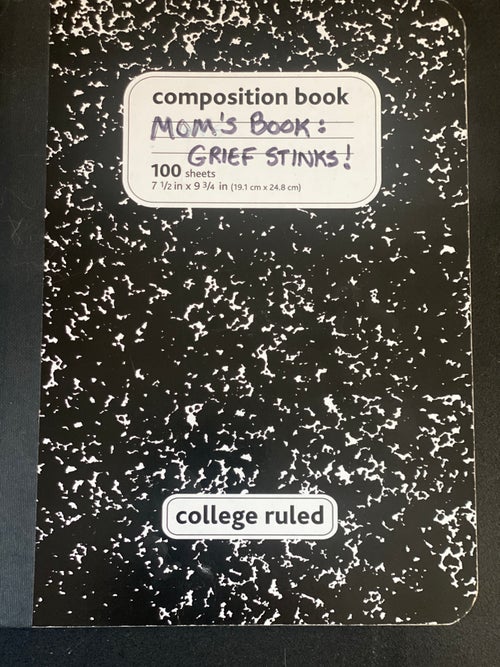 composition book
MOM'S BOOK:
GRIEF STINKS!
100 sheets
7 1/2 in x 9 3/4 in (19.1 cm x 24.8 cm)
college ruled